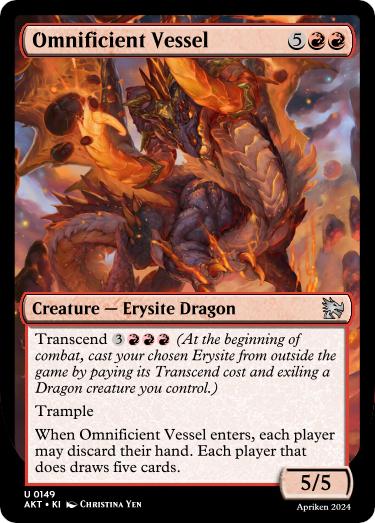 Omnificient Vessel 5
Creature — Erysite Dragon
Transcend 3 (At the beginning of
combat, cast your chosen Erysite from outside the
game by paying its Transcend cost and exiling a
Dragon creature you control.)
Trample
When Omnificient Vessel enters, each player
may discard their hand. Each player that
does draws five cards.
5/5
U 0149
AKT • KI Christina Yen
Apriken 2024